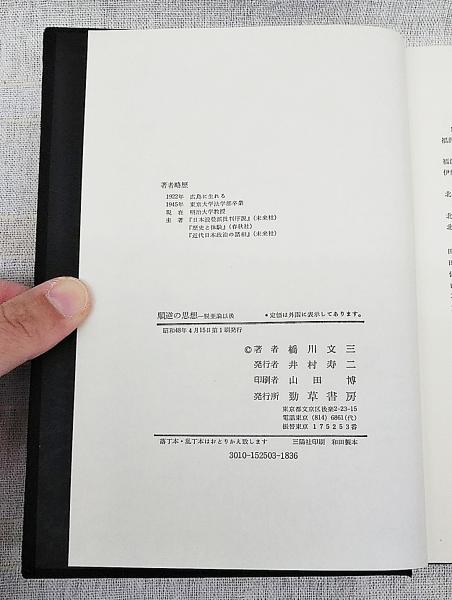 著者略歴
1922年 広島に生れる
1945年 東京大学法学部卒業
現在 明治大学教授
主著 『日本浪曼派批判序説』(未来社)
『歴史と体験』(春秋社)
『近代日本政治の諸相』(未来社)
順逆の思想—脱亜論以後 *定価は外函に表示してあります。
昭和48年4月15日第1刷発行
© 著者 橋川文三
発行者 井村寿二
印刷者 山田博
発行所 勁草書房
東京都文京区後楽2-23-15
電話東京 (814) 6861(代)
振替東京 175253番
落丁本・乱丁本はおとりかえ致します 三陽社印刷 和田製本
3010-152503-1836